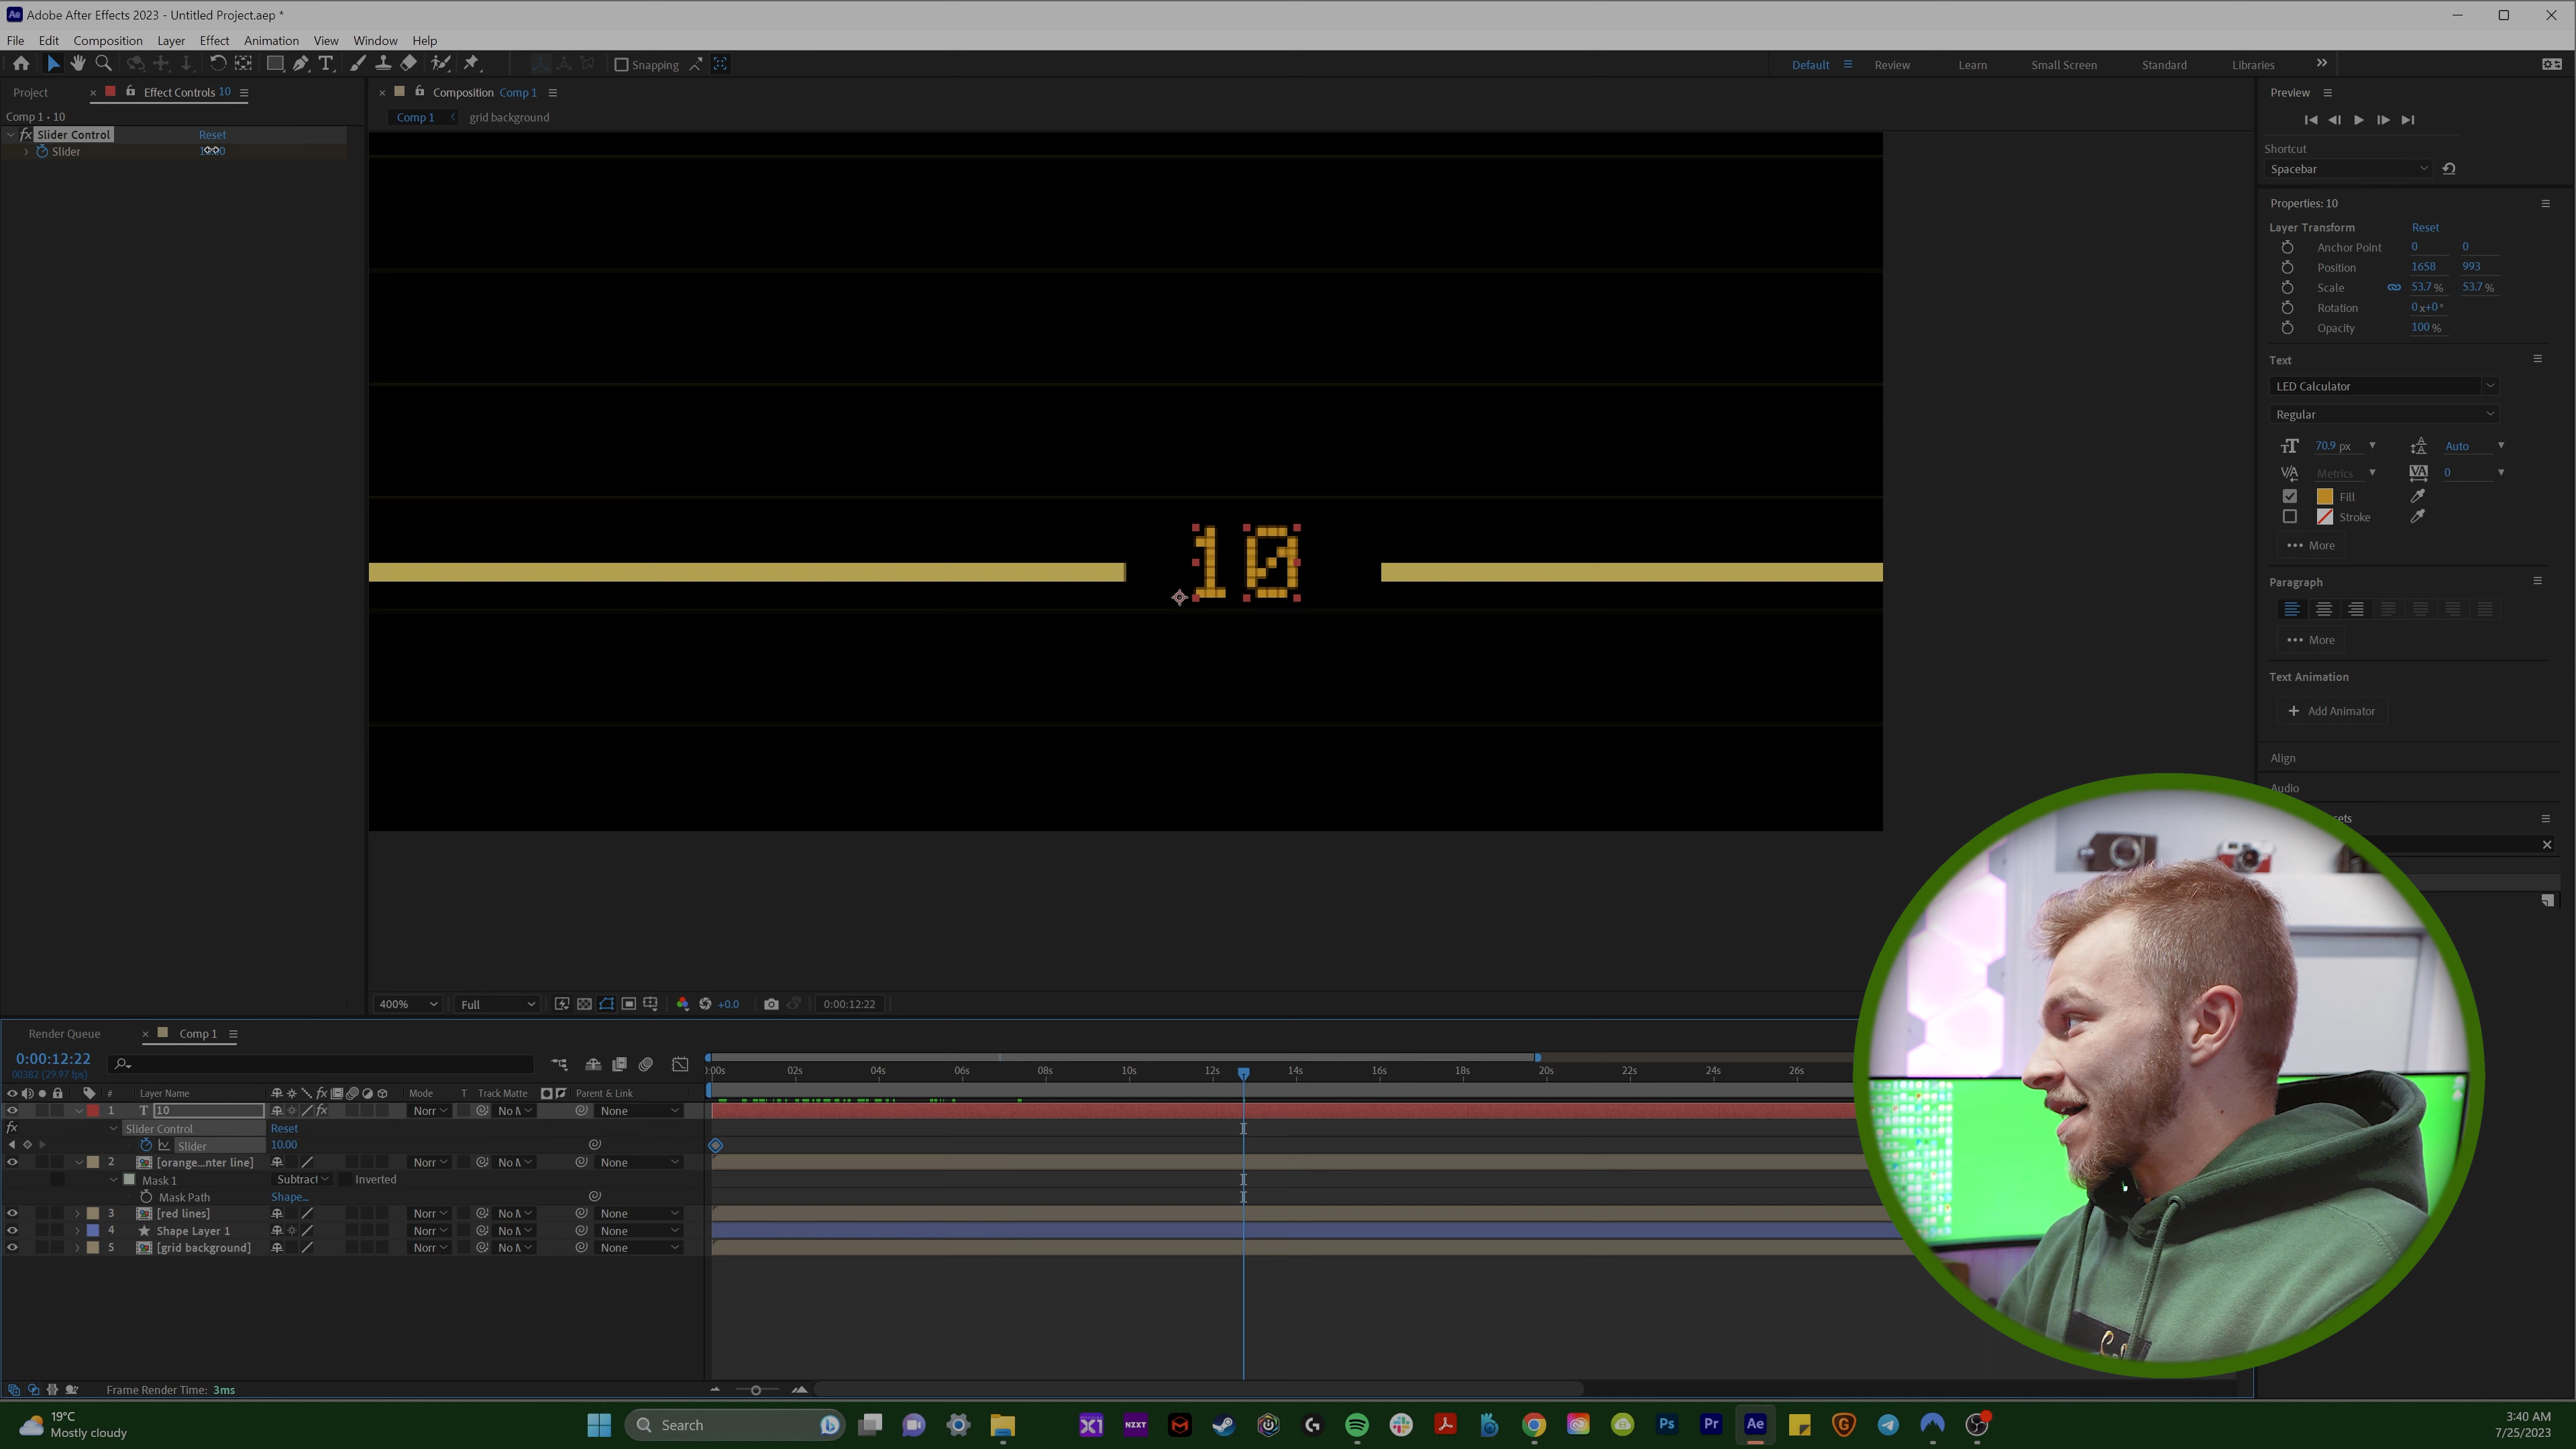 Adobe After Effects 2023 - Untitled Project.aep *
File Edit Composition Layer Effect Animation View Window Help
Snapping
Default Review Learn Small Screen Standard Libraries
Project
Effect Controls 10
Comp 1 • 10
Slider Control Reset
Slider
Composition Comp 1
Comp 1 grid background
10
400% Full +0.0 0:00:12:22
Preview
Shortcut
Spacebar
Properties: 10
Layer Transform Reset
Anchor Point 0 0
Position 1658 993
Scale 53.7 % 53.7 %
Rotation 0x+0°
Opacity 100 %
Text
LED Calculator
Regular
70.9 px Auto
Metrics 0
Fill
Stroke
More
Paragraph
More
Text Animation
Add Animator
Align
Audio
Render Queue Comp 1
0:00:12:22
00382 (29.97 fps)
:00s 02s 04s 06s 08s 10s 12s 14s 16s 18s 20s 22s 24s 26s
# Layer Name Mode T Track Matte Parent & Link
1 T 10 Norr No M None
Slider Control Reset
Slider 10.00
2 [orange...nter line] Norr No M None
Mask 1 Subtract Inverted
Mask Path Shape...
3 [red lines] Norr No M None
4 Shape Layer 1 Norr No M None
5 [grid background] Norr No M None
Frame Render Time: 3ms
19°C
Mostly cloudy
Search
NZXT
Ps Pr Ae
3:40 AM
7/25/2023